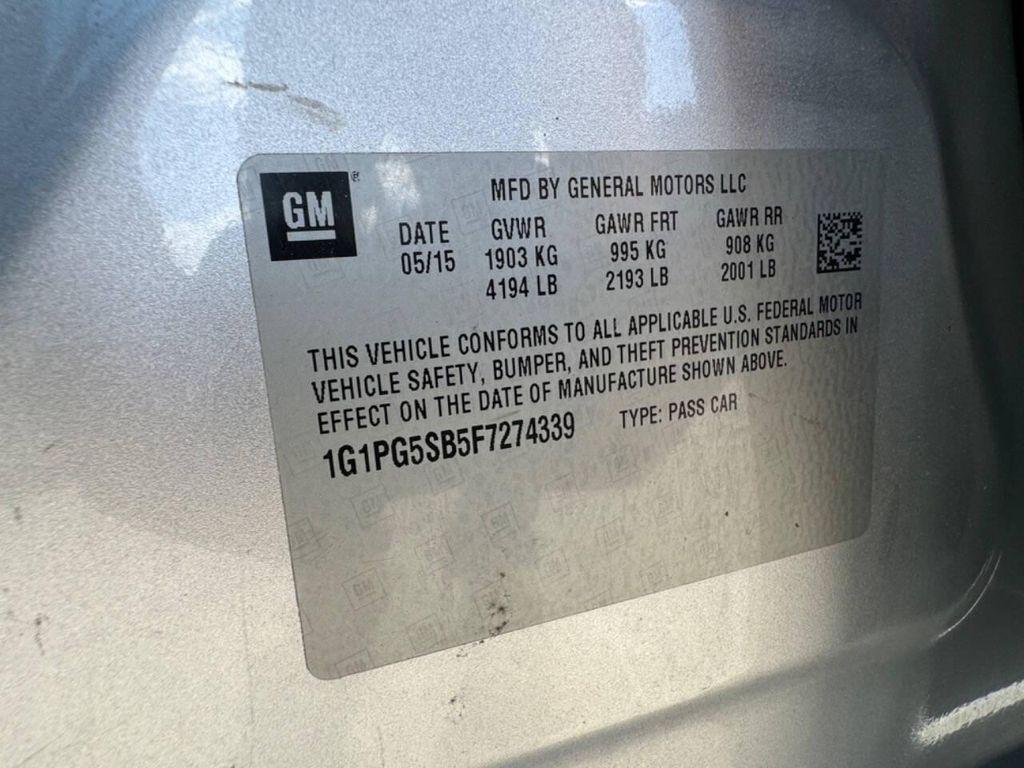 GM ®
MFD BY GENERAL MOTORS LLC
DATE GVWR GAWR FRT GAWR RR
05/15 1903 KG 995 KG 908 KG
4194 LB 2193 LB 2001 LB
THIS VEHICLE CONFORMS TO ALL APPLICABLE U.S. FEDERAL MOTOR
VEHICLE SAFETY, BUMPER, AND THEFT PREVENTION STANDARDS IN
EFFECT ON THE DATE OF MANUFACTURE SHOWN ABOVE.
1G1PG5SB5F7274339 TYPE: PASS CAR